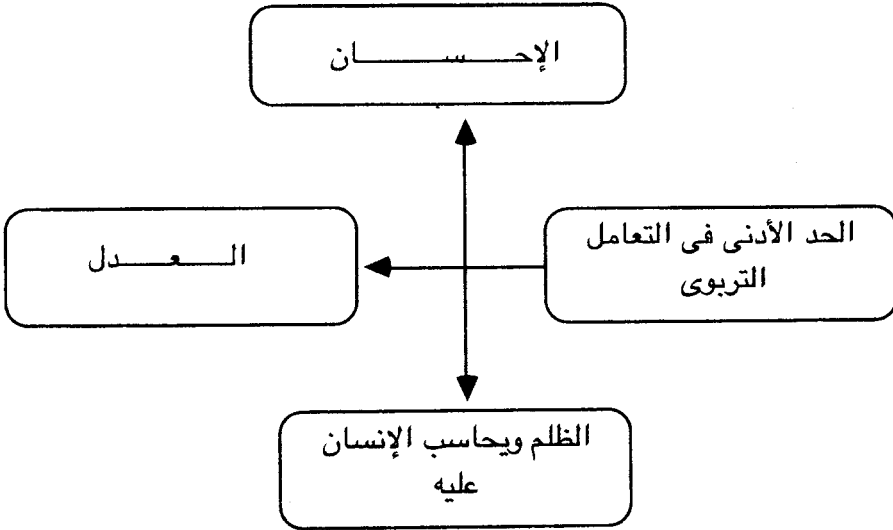 الإحسان
الحد الأدنى فى التعامل
التربوى
العدل
الظلم ويحاسب الإنسان
عليه